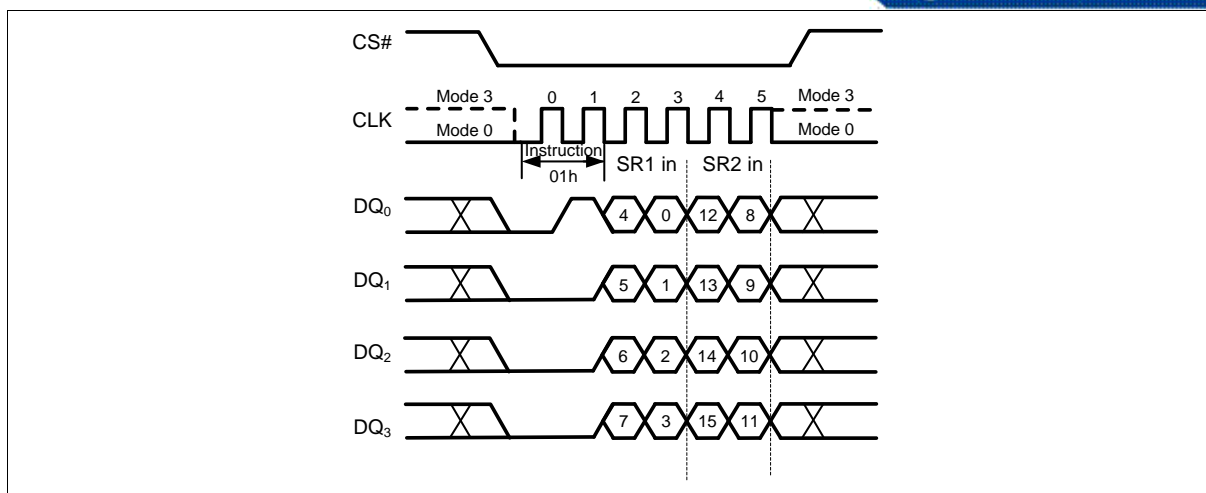 CS#
0 1 2 3 4 5
Mode 3 Mode 3
CLK
Mode 0 Mode 0
Instruction
01h SR1 in SR2 in
DQ0 4 0 12 8
DQ1 5 1 13 9
DQ2 6 2 14 10
DQ3 7 3 15 11